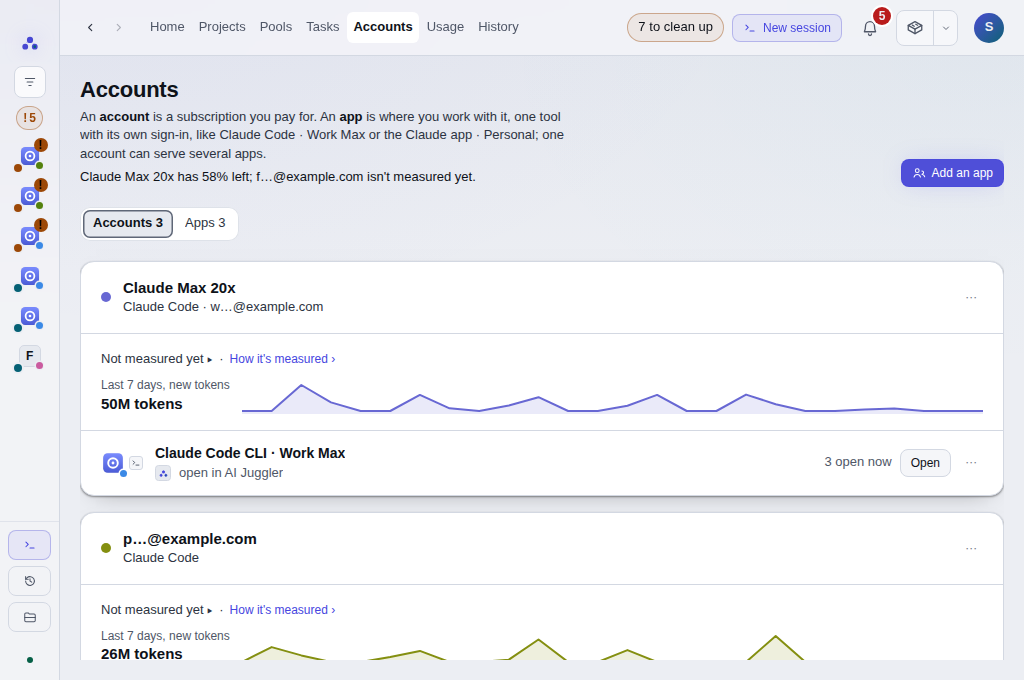 Home Projects Pools Tasks Accounts Usage History
7 to clean up
New session
5
S
! 5
!
!
!
F
Accounts
An account is a subscription you pay for. An app is where you work with it, one tool
with its own sign-in, like Claude Code · Work Max or the Claude app · Personal; one
account can serve several apps.
Claude Max 20x has 58% left; f…@example.com isn't measured yet.
Add an app
Accounts 3 Apps 3
Claude Max 20x
Claude Code · w…@example.com
Not measured yet ▸ · How it's measured ›
Last 7 days, new tokens
50M tokens
Claude Code CLI · Work Max
open in AI Juggler
3 open now
Open
p…@example.com
Claude Code
Not measured yet ▸ · How it's measured ›
Last 7 days, new tokens
26M tokens